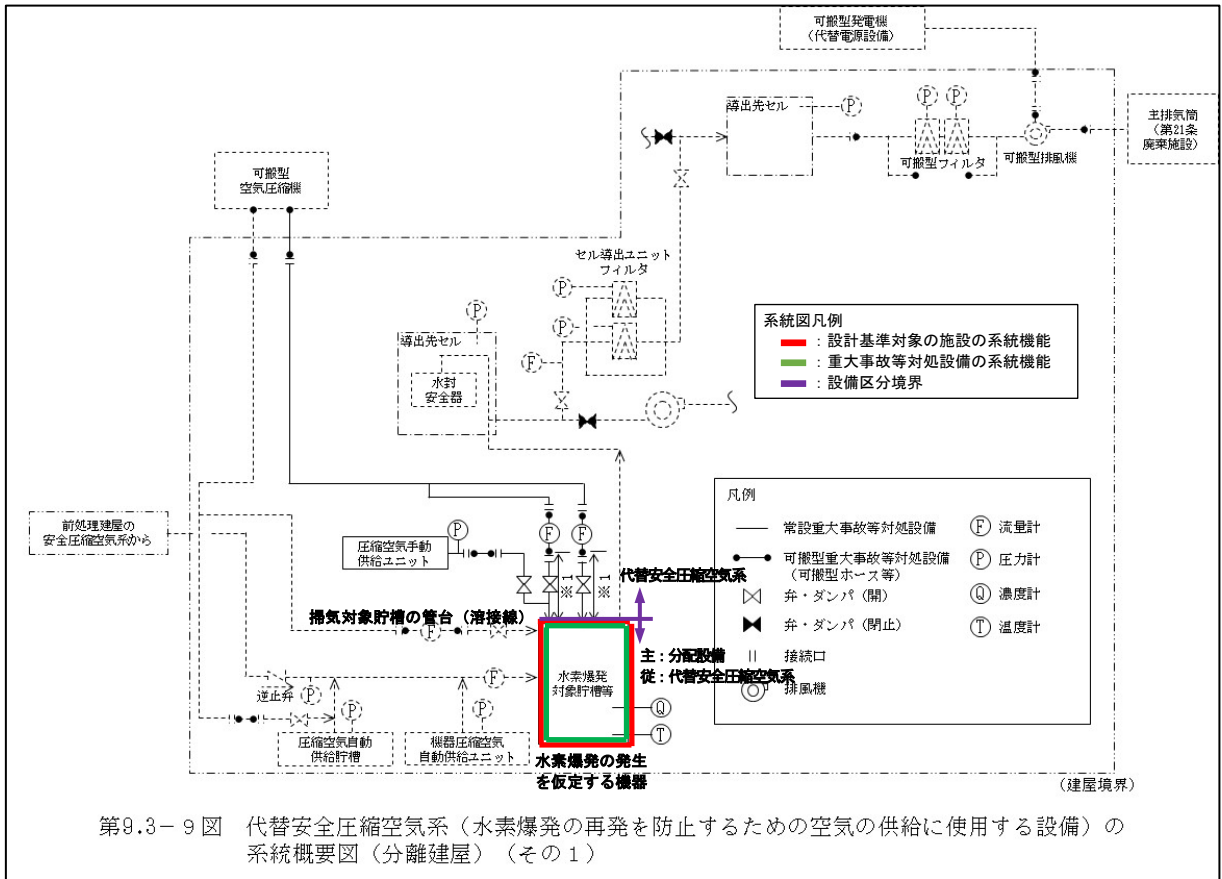 可搬型発電機
(代替電源設備)
導出先セル
P
P
P
主排気筒
(第21条
廃棄施設)
可搬型フィルタ
可搬型排風機
可搬型
空気圧縮機
セル導出ユニット
フィルタ
P
P
P
F
導出先セル
水封
安全器
系統図凡例
:設計基準対象の施設の系統機能
:重大事故等対処設備の系統機能
:設備区分境界
前処理建屋の
安全圧縮空気系から
圧縮空気手動
供給ユニット
P
F
F
※1
※1
代替安全圧縮空気系
掃気対象貯槽の管台(溶接線)
F
主:分配設備
従:代替安全圧縮空気系
水素爆発
対象貯槽等
F
逆止弁
P
P
P
Q
T
圧縮空気自動
供給貯槽
機器圧縮空気
自動供給ユニット
水素爆発の発生
を仮定する機器
凡例
常設重大事故等対処設備
可搬型重大事故等対処設備
(可搬型ホース等)
弁・ダンパ(開)
弁・ダンパ(閉止)
接続口
排風機
F 流量計
P 圧力計
Q 濃度計
T 温度計
(建屋境界)
第9.3-9図 代替安全圧縮空気系(水素爆発の再発を防止するための空気の供給に使用する設備)の
系統概要図(分離建屋)(その1)